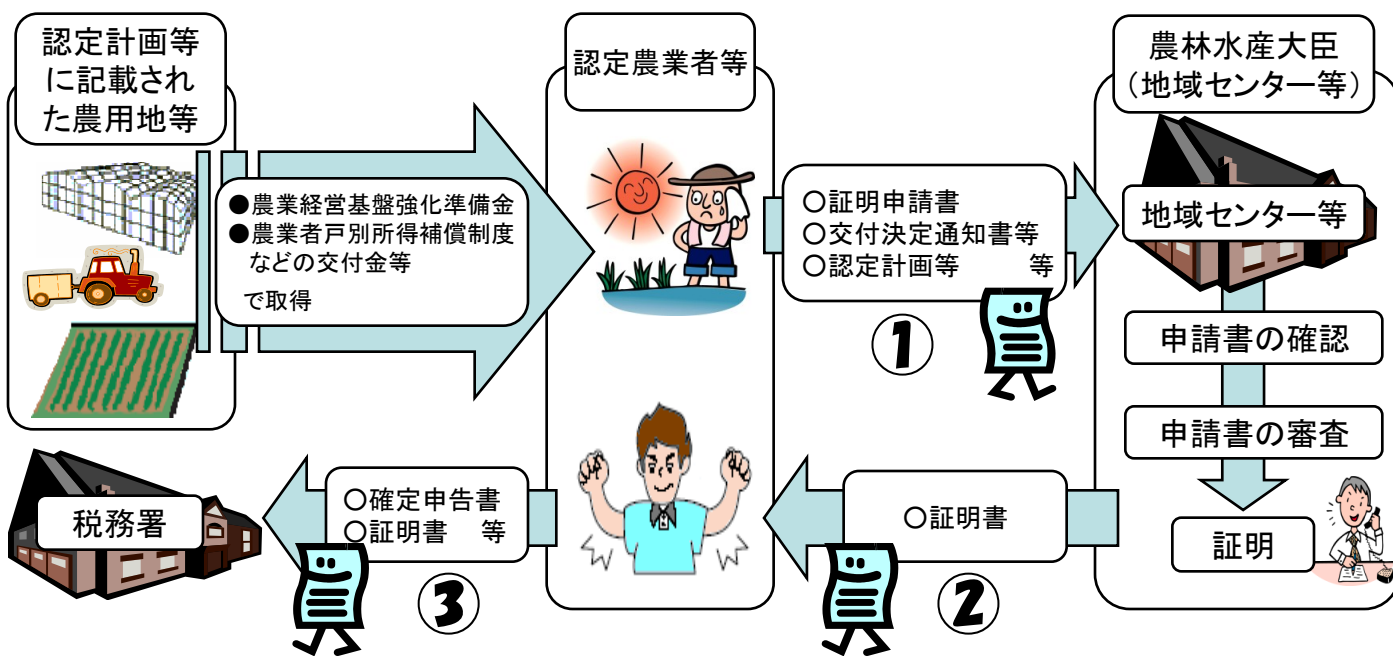 認定計画等
に記載され
た農用地等
●農業経営基盤強化準備金
●農業者戸別所得補償制度
などの交付金等
で取得
認定農業者等
○証明申請書
○交付決定通知書等
○認定計画等　　等
①
農林水産大臣
（地域センター等）
地域センター等
申請書の確認
申請書の審査
証明
○証明書
②
○確定申告書
○証明書　等
③
税務署